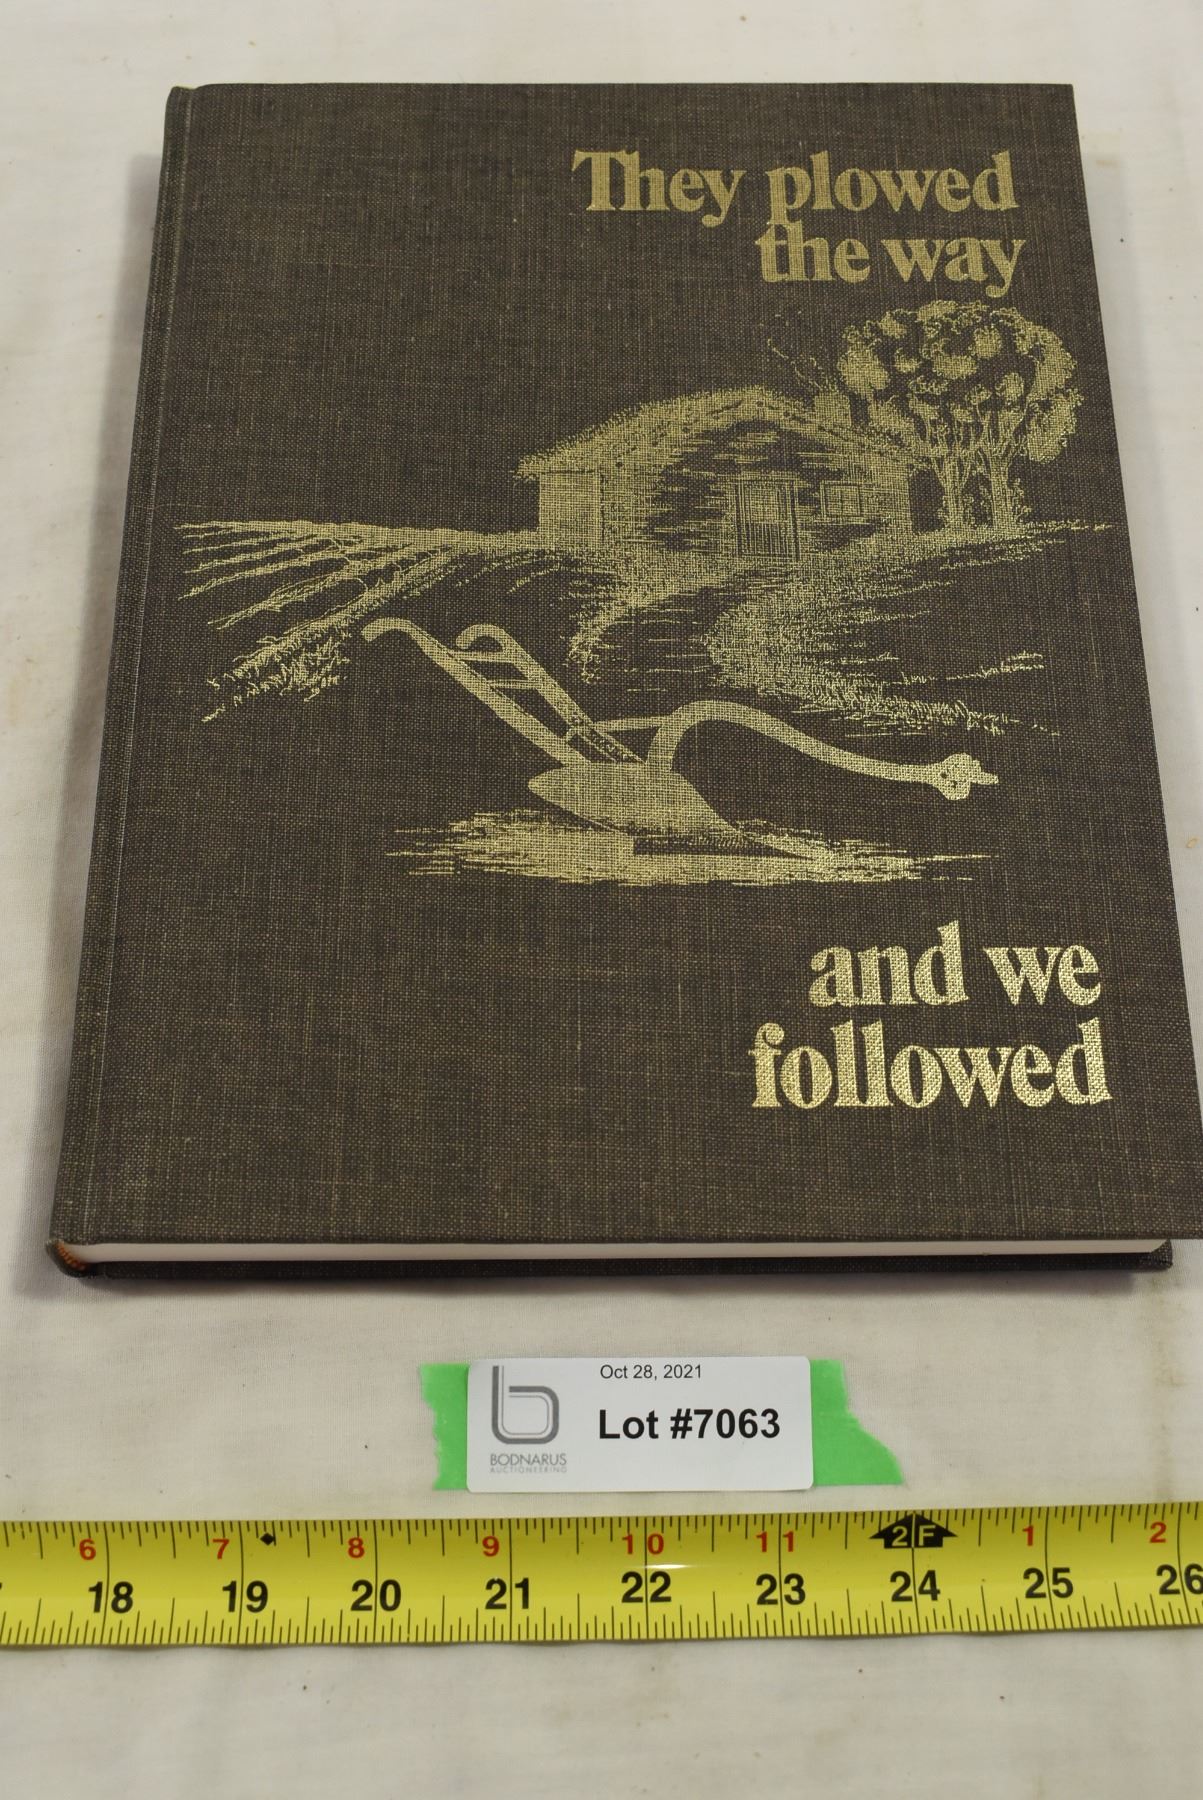 They plowed
the way
and we
followed
Oct 28, 2021
Lot #7063
BODNARUS
AUCTIONEERING
6 7 8 9 10 11 2F 1 2
18 19 20 21 22 23 24 25 26